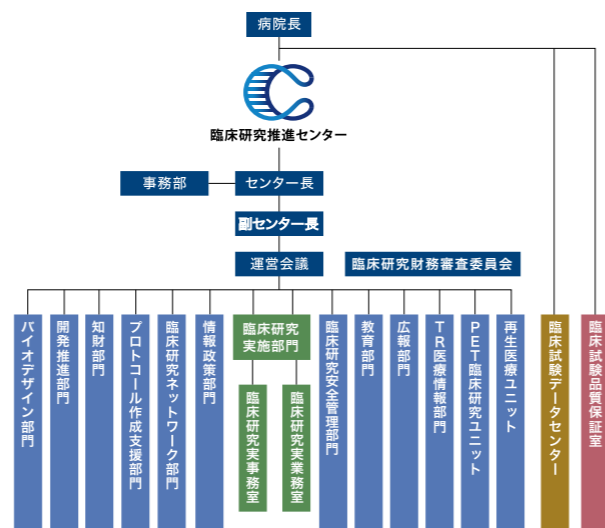 病院長
臨床研究推進センター
事務部
センター長
副センター長
運営会議
臨床研究財務審査委員会
バイオデザイン部門
開発推進部門
知財部門
プロトコール作成支援部門
臨床研究ネットワーク部門
情報政策部門
臨床研究
実施部門
臨床研究実事務室
臨床研究実業務室
臨床研究安全管理部門
教育部門
広報部門
TR医療情報部門
PET臨床研究ユニット
再生医療ユニット
臨床試験データセンター
臨床試験品質保証室